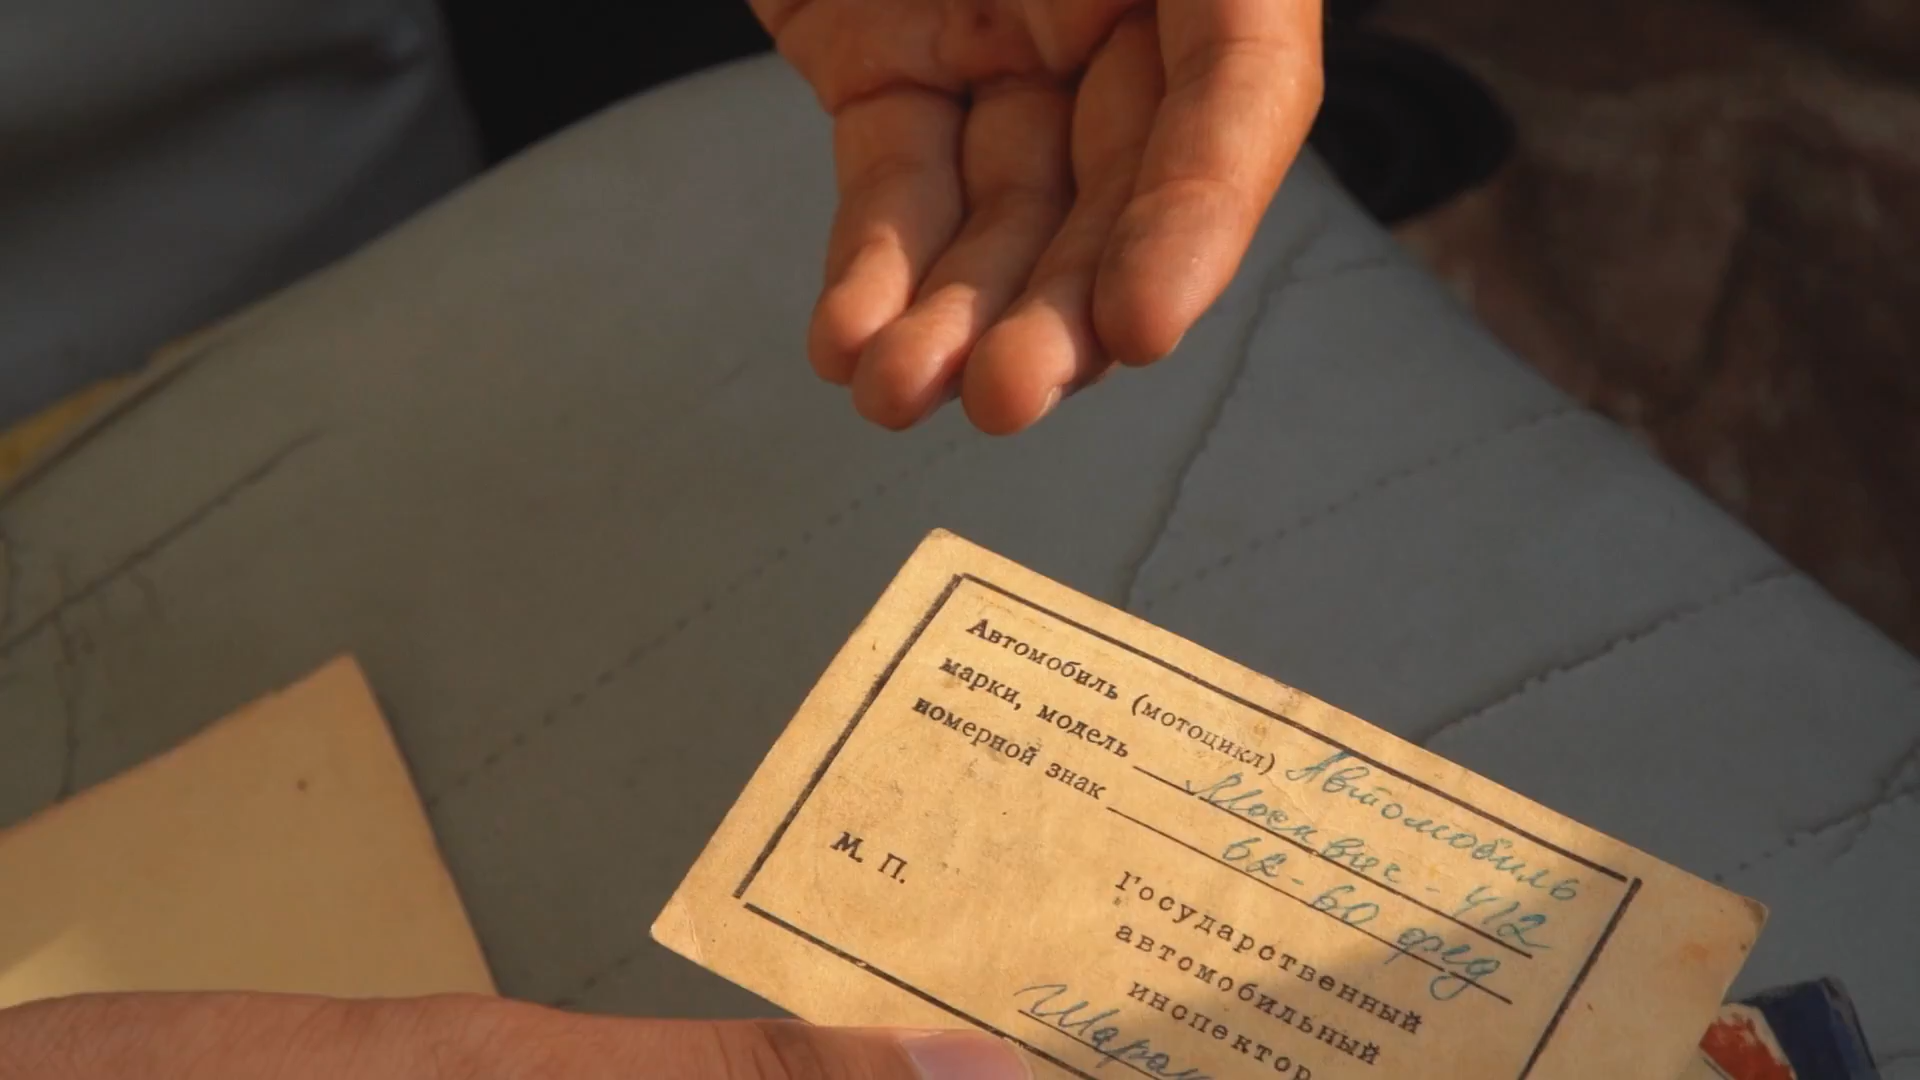 Автомобиль (мотоцикл) Автомобиль
марки, модель Москвич - 412
номерной знак 62-60 фед
М. П.
Государственный
автомобильный
инспектор